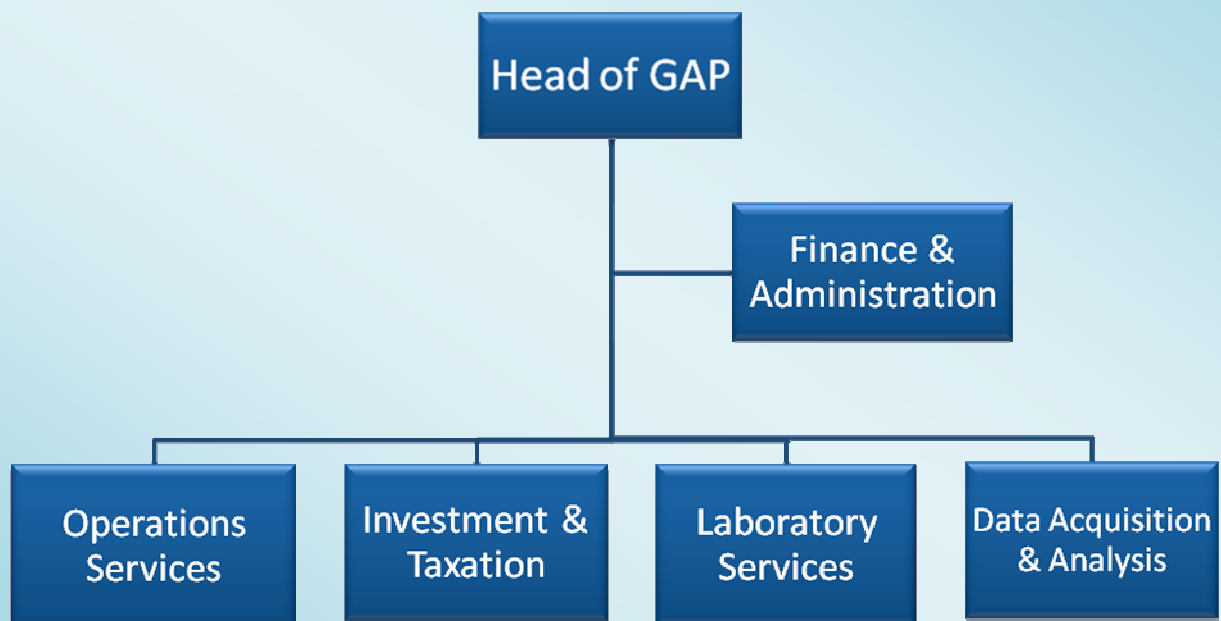 Head of GAP
Finance &
Administration
Operations
Services
Investment &
Taxation
Laboratory
Services
Data Acquisition
& Analysis